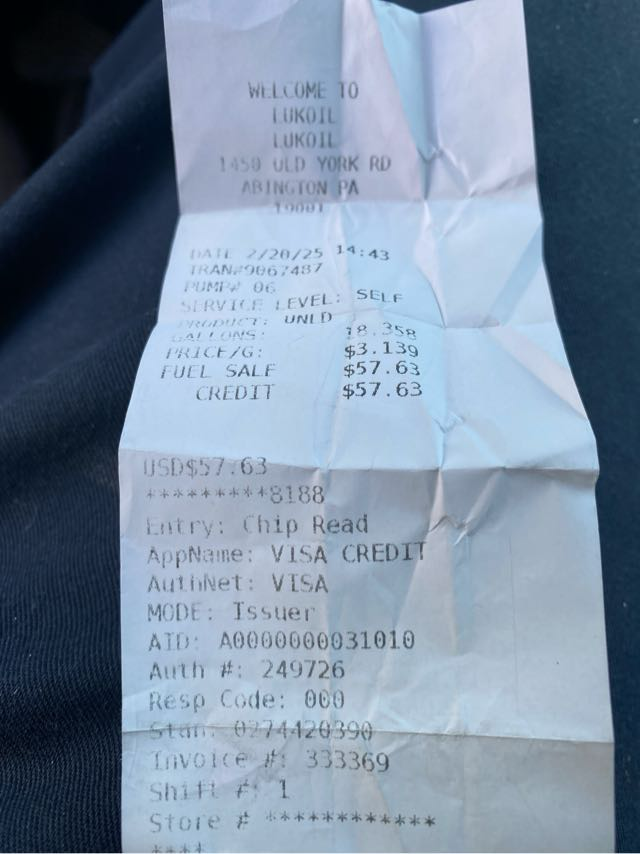 WELCOME TO
LUKOIL
LUKOIL
1450 OLD YORK RD
ABINGTON PA
19001
DATE 2/20/25 14:43
TRAN#9067487
PUMP# 06
SERVICE LEVEL: SELF
PRODUCT: UNLD
GALLONS: 18.358
PRICE/G: $3.139
FUEL SALE $57.63
CREDIT $57.63
USD$57.63
*********8188
Entry: Chip Read
AppName: VISA CREDIT
AuthNet: VISA
MODE: Issuer
AID: A0000000031010
Auth #: 249726
Resp Code: 000
Stan: 0274420390
Invoice #: 333369
Shift #: 1
Store # ************
****